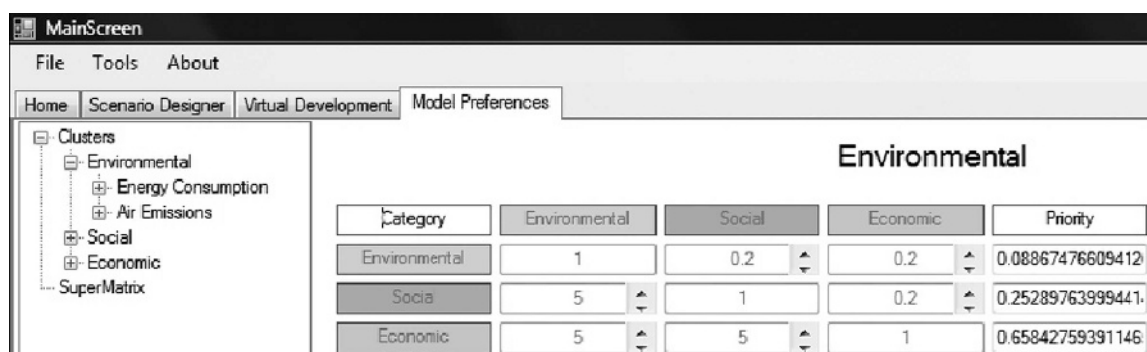 MainScreen
File Tools About
Home Scenario Designer Virtual Development Model Preferences
Clusters
Environmental
Energy Consumption
Air Emissions
Social
Economic
SuperMatrix
Environmental
Category Environmental Social Economic Priority
Environmental 1 0.2 0.2 0.08867476609412
Socia 5 1 0.2 0.25289763999441
Economic 5 5 1 0.65842759391146